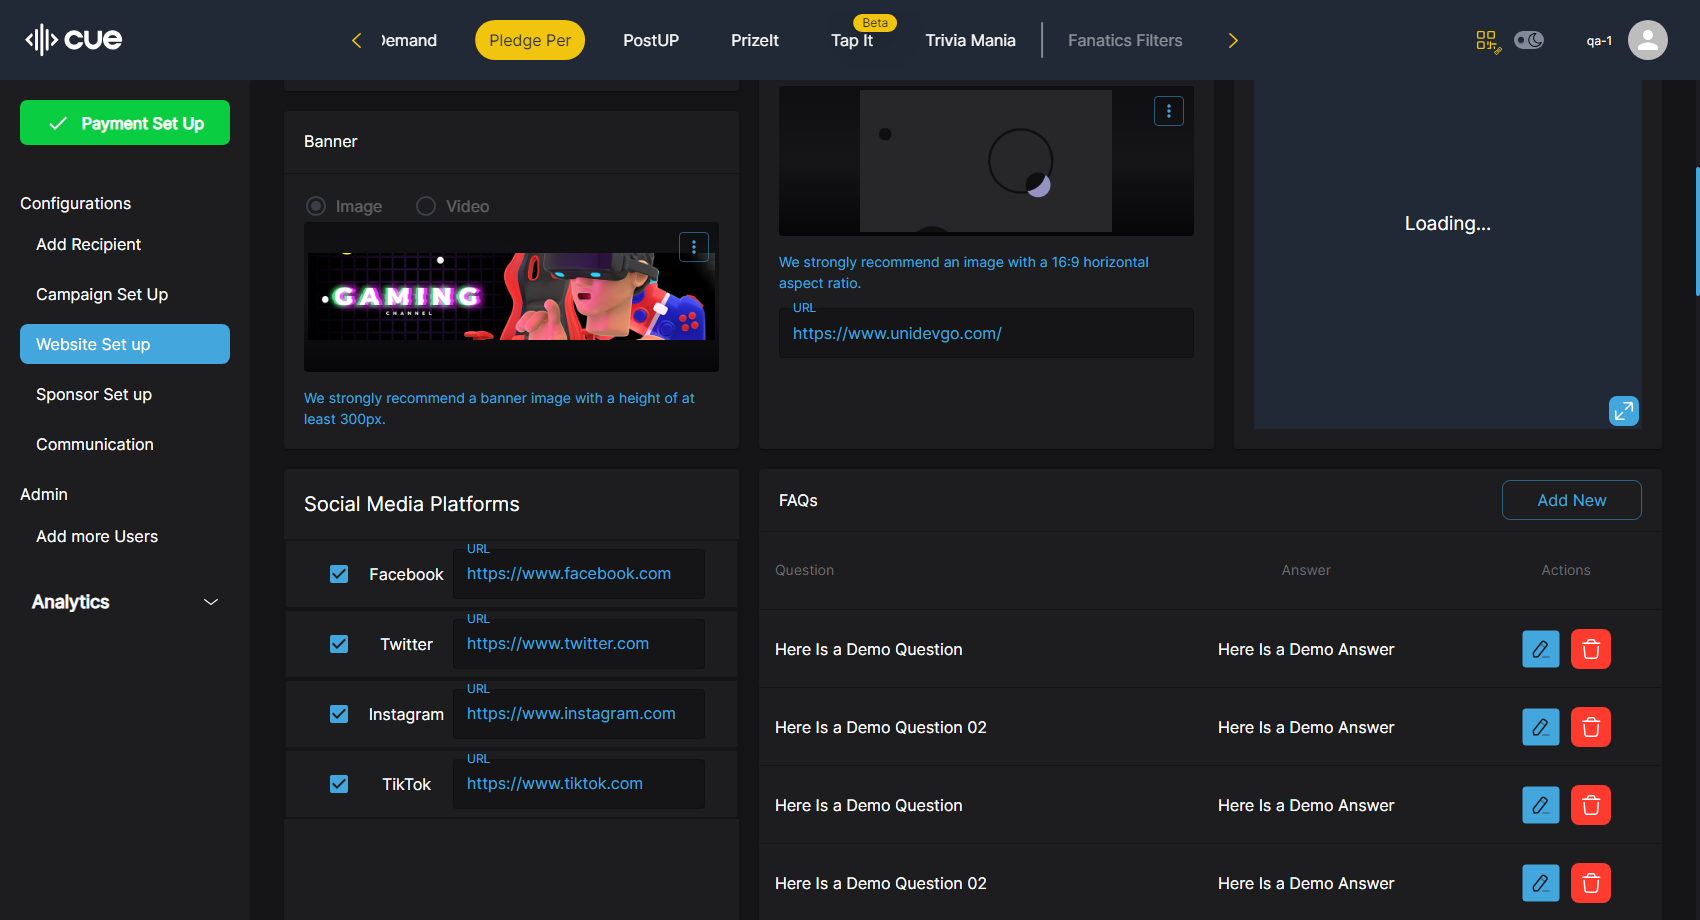 cue
Demand
Pledge Per
PostUP
PrizeIt
Beta
Tap It
Trivia Mania
Fanatics Filters
qa-1
Payment Set Up
Configurations
Add Recipient
Campaign Set Up
Website Set up
Sponsor Set up
Communication
Admin
Add more Users
Analytics
Banner
Image
Video
GAMING
CHANNEL
We strongly recommend a banner image with a height of at
least 300px.
We strongly recommend an image with a 16:9 horizontal
aspect ratio.
URL
https://www.unidevgo.com/
Loading...
Social Media Platforms
Facebook
URL
https://www.facebook.com
Twitter
URL
https://www.twitter.com
Instagram
URL
https://www.instagram.com
TikTok
URL
https://www.tiktok.com
FAQs
Add New
Question Answer Actions
Here Is a Demo Question Here Is a Demo Answer
Here Is a Demo Question 02 Here Is a Demo Answer
Here Is a Demo Question Here Is a Demo Answer
Here Is a Demo Question 02 Here Is a Demo Answer